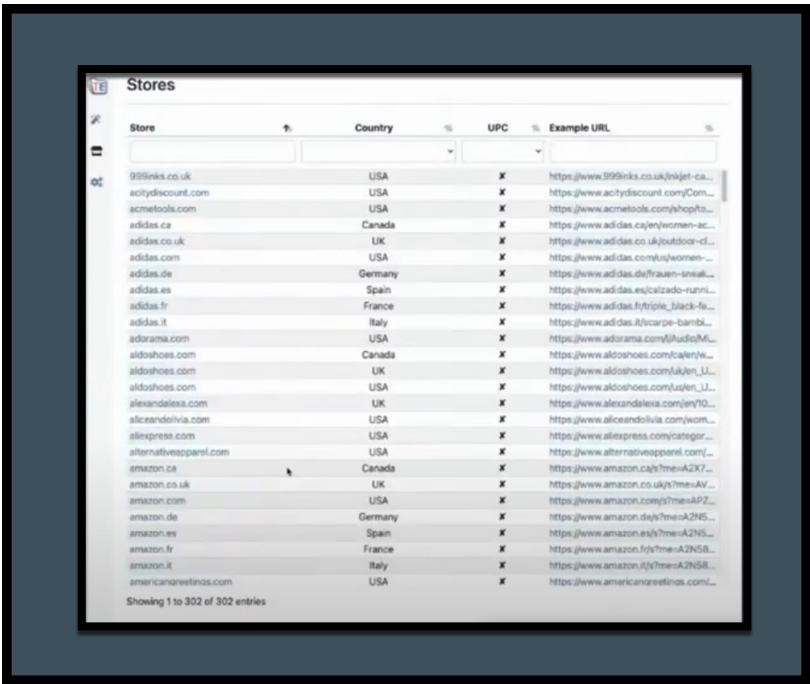 TE
Stores
Store Country UPC Example URL
999inks.co.uk USA ✘ https://www.999inks.co.uk/inkjet-ca...
acitydiscount.com USA ✘ https://www.acitydiscount.com/Com...
acmetools.com USA ✘ https://www.acmetools.com/shop/to...
adidas.ca Canada ✘ https://www.adidas.ca/en/women-ac...
adidas.co.uk UK ✘ https://www.adidas.co.uk/outdoor-cl...
adidas.com USA ✘ https://www.adidas.com/us/women-...
adidas.de Germany ✘ https://www.adidas.de/frauen-sneak...
adidas.es Spain ✘ https://www.adidas.es/calzado-runni...
adidas.fr France ✘ https://www.adidas.fr/triple_black-fe...
adidas.it Italy ✘ https://www.adidas.it/scarpe-bambi...
adorama.com USA ✘ https://www.adorama.com/l/Audio/Mi...
aldoshoes.com Canada ✘ https://www.aldoshoes.com/ca/en/w...
aldoshoes.com UK ✘ https://www.aldoshoes.com/uk/en_U...
aldoshoes.com USA ✘ https://www.aldoshoes.com/us/en_U...
alexandalexa.com UK ✘ https://www.alexandalexa.com/en/10...
aliceandolivia.com USA ✘ https://www.aliceandolivia.com/wom...
aliexpress.com USA ✘ https://www.aliexpress.com/categor...
alternativeapparel.com USA ✘ https://www.alternativeapparel.com/...
amazon.ca Canada ✘ https://www.amazon.ca/s?me=A2X7...
amazon.co.uk UK ✘ https://www.amazon.co.uk/s?me=AV...
amazon.com USA ✘ https://www.amazon.com/s?me=APZ...
amazon.de Germany ✘ https://www.amazon.de/s?me=A2N5...
amazon.es Spain ✘ https://www.amazon.es/s?me=A2N5...
amazon.fr France ✘ https://www.amazon.fr/s?me=A2N58...
amazon.it Italy ✘ https://www.amazon.it/s?me=A2N58...
americangreetings.com USA ✘ https://www.americangreetings.com/...
Showing 1 to 302 of 302 entries